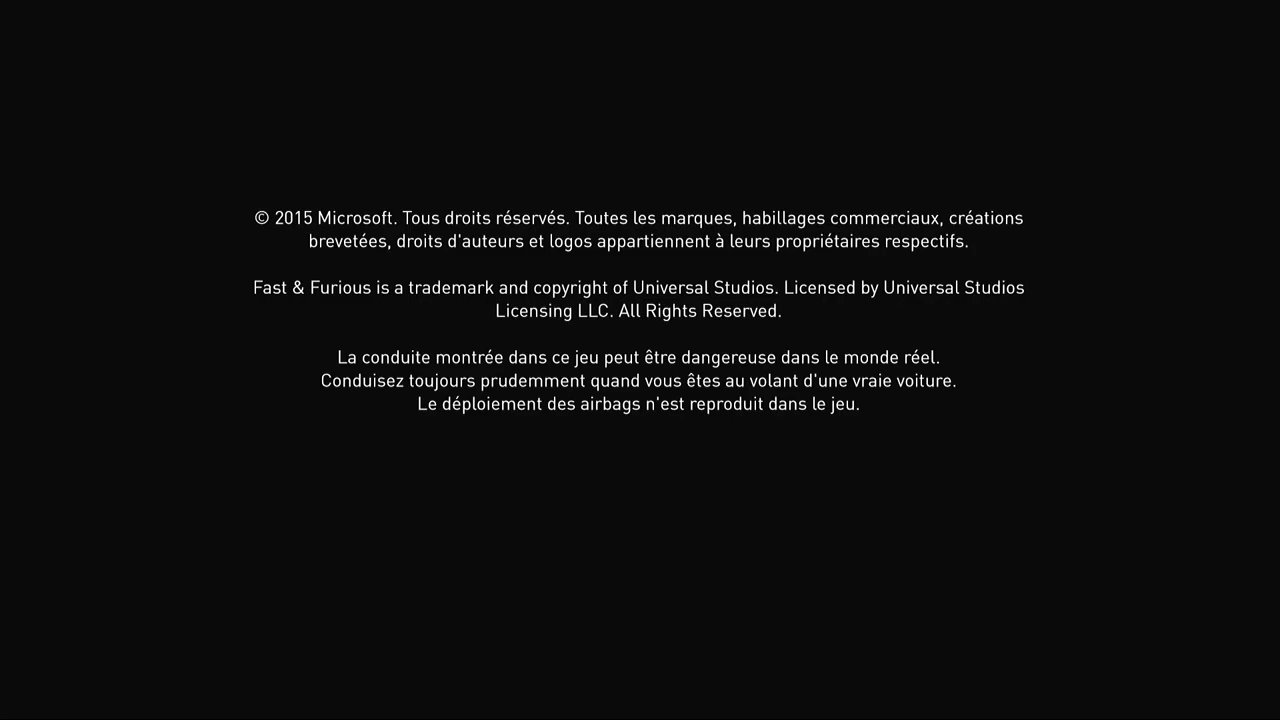 © 2015 Microsoft. Tous droits réservés. Toutes les marques, habillages commerciaux, créations
brevetées, droits d'auteurs et logos appartiennent à leurs propriétaires respectifs.
Fast & Furious is a trademark and copyright of Universal Studios. Licensed by Universal Studios
Licensing LLC. All Rights Reserved.
La conduite montrée dans ce jeu peut être dangereuse dans le monde réel.
Conduisez toujours prudemment quand vous êtes au volant d'une vraie voiture.
Le déploiement des airbags n'est reproduit dans le jeu.